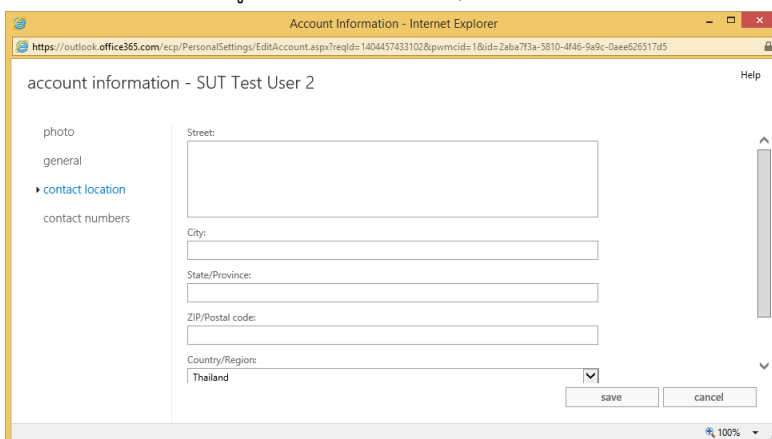 Account Information - Internet Explorer
https://outlook.office365.com/ecp/PersonalSettings/EditAccount.aspx?reqId=1404457433102&pwmcid=1&id=2aba7f3a-5810-4f46-9a9c-0aee626517d5
Help
account information - SUT Test User 2
photo
general
contact location
contact numbers
Street:
City:
State/Province:
ZIP/Postal code:
Country/Region:
Thailand
save cancel
100%